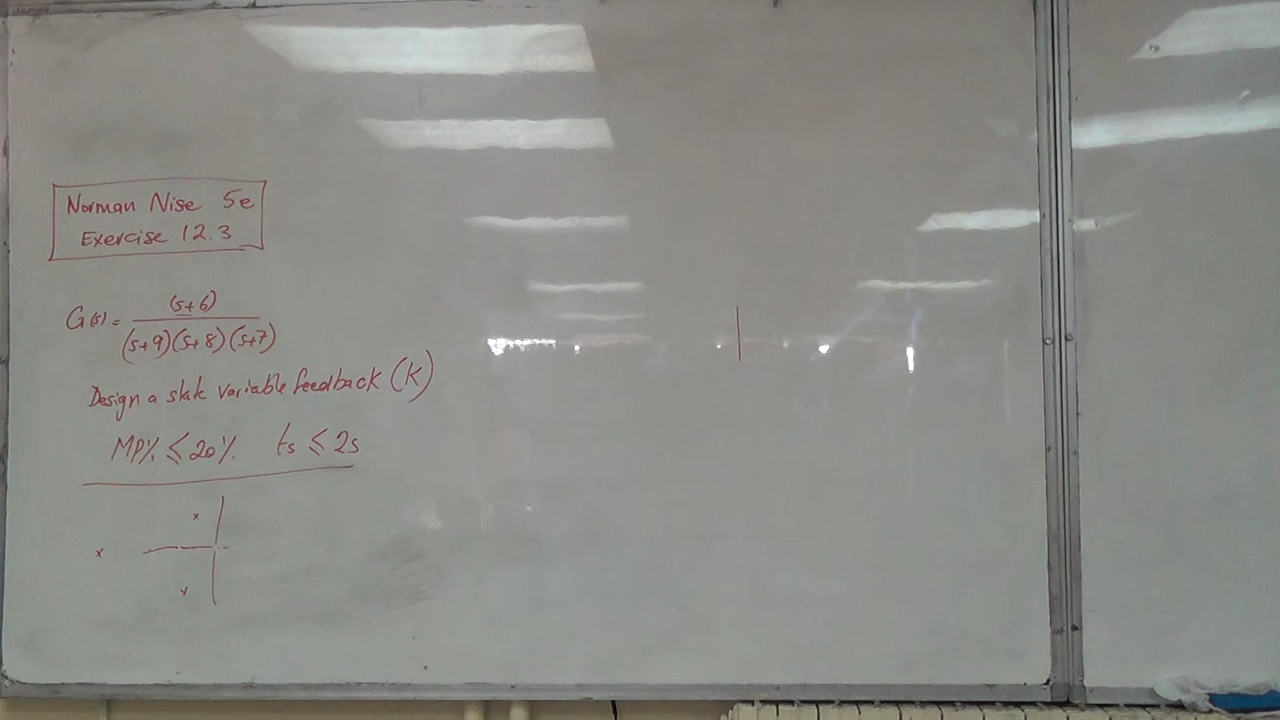 Norman Nise 5e
Exercise 12.3
G(s) = (s+6) / (s+9)(s+8)(s+7)
Design a state variable feedback (K)
MP% ≤ 20% ts ≤ 2s